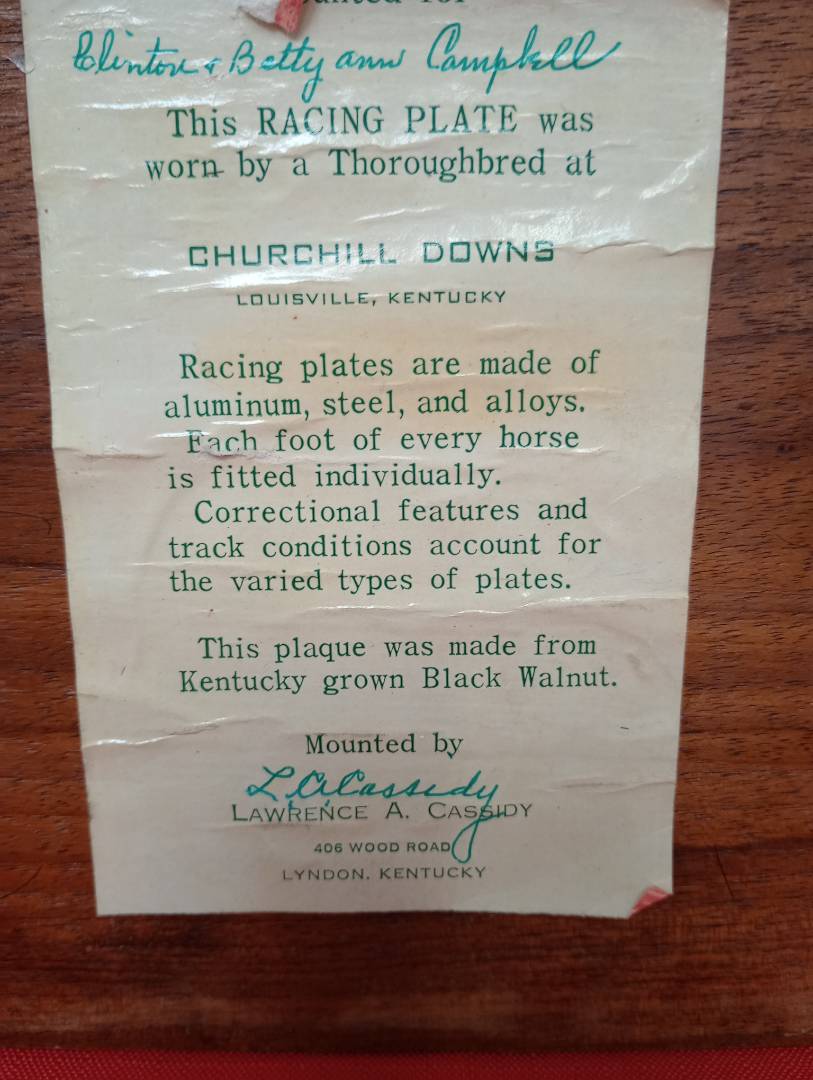 Mounted for
Clinton & Betty ann Campbell
This RACING PLATE was
worn by a Thoroughbred at
CHURCHILL DOWNS
LOUISVILLE, KENTUCKY
Racing plates are made of
aluminum, steel, and alloys.
Each foot of every horse
is fitted individually.
Correctional features and
track conditions account for
the varied types of plates.
This plaque was made from
Kentucky grown Black Walnut.
Mounted by
L.A. Cassedy
LAWRENCE A. CASSIDY
406 WOOD ROAD
LYNDON, KENTUCKY